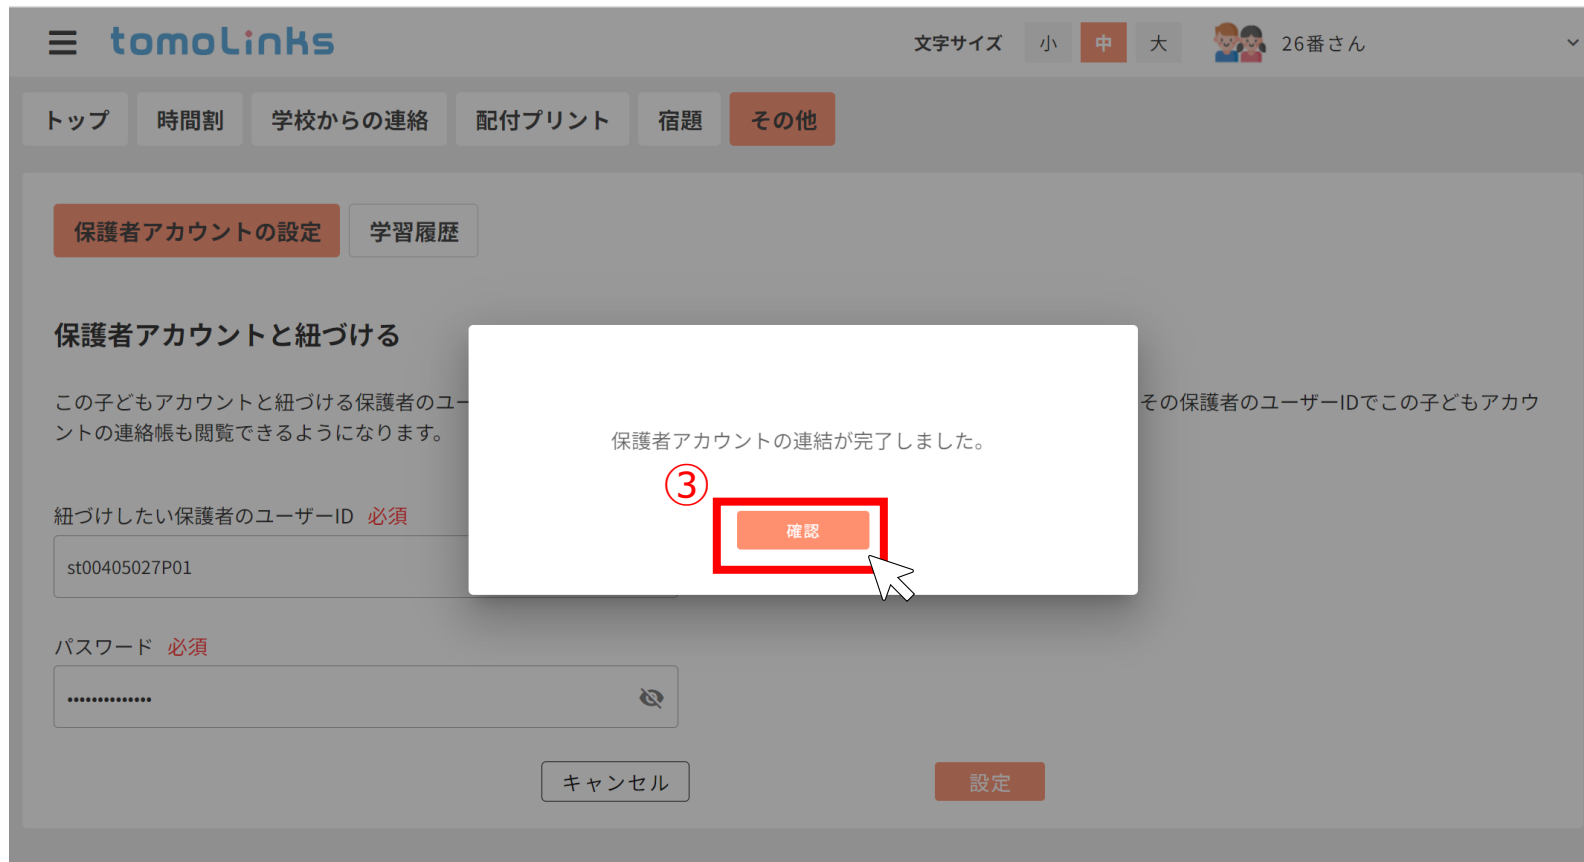 tomoLinks
文字サイズ 小 中 大 26番さん
トップ 時間割 学校からの連絡 配付プリント 宿題 その他
保護者アカウントの設定 学習履歴
保護者アカウントと紐づける
この子どもアカウントと紐づける保護者のユー
その保護者のユーザーIDでこの子どもアカウ
ントの連絡帳も閲覧できるようになります。
保護者アカウントの連結が完了しました。
③
確認
紐づけしたい保護者のユーザーID 必須
st00405027P01
パスワード 必須
••••••••••••••
キャンセル 設定